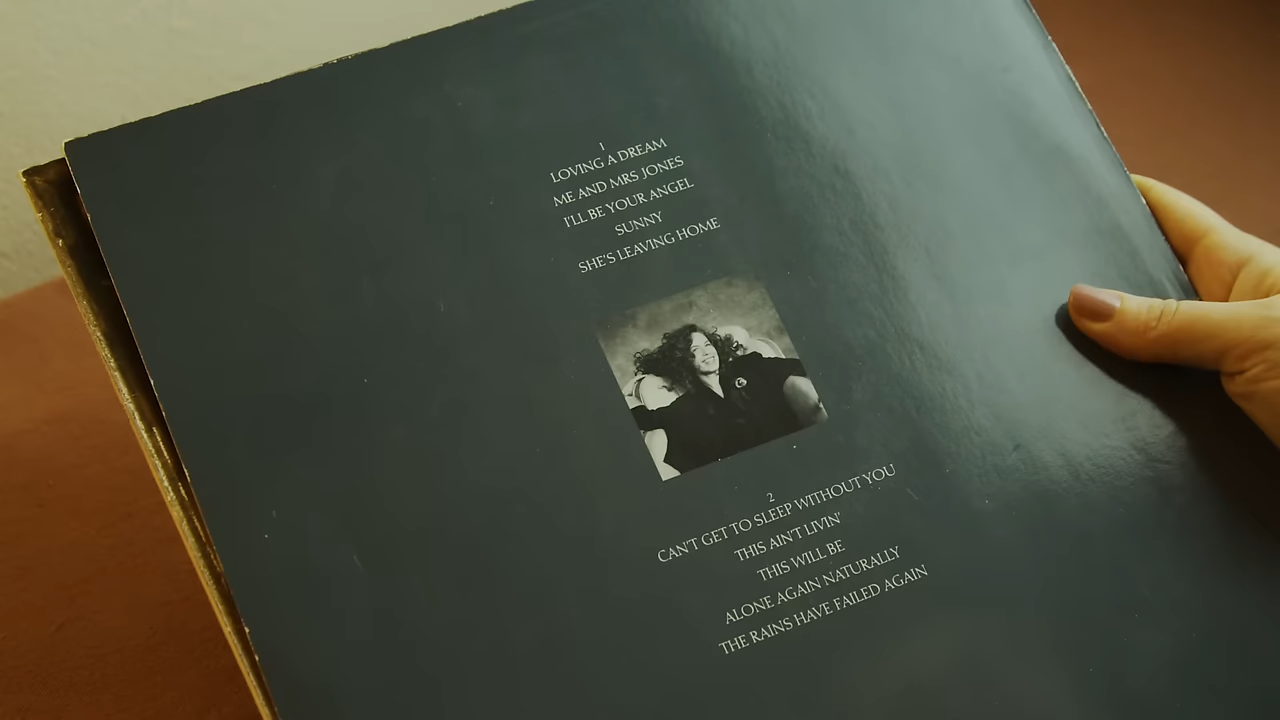 1
LOVING A DREAM
ME AND MRS JONES
I'LL BE YOUR ANGEL
SUNNY
SHE'S LEAVING HOME
2
CAN'T GET TO SLEEP WITHOUT YOU
THIS AIN'T LIVIN'
THIS WILL BE
ALONE AGAIN NATURALLY
THE RAINS HAVE FAILED AGAIN